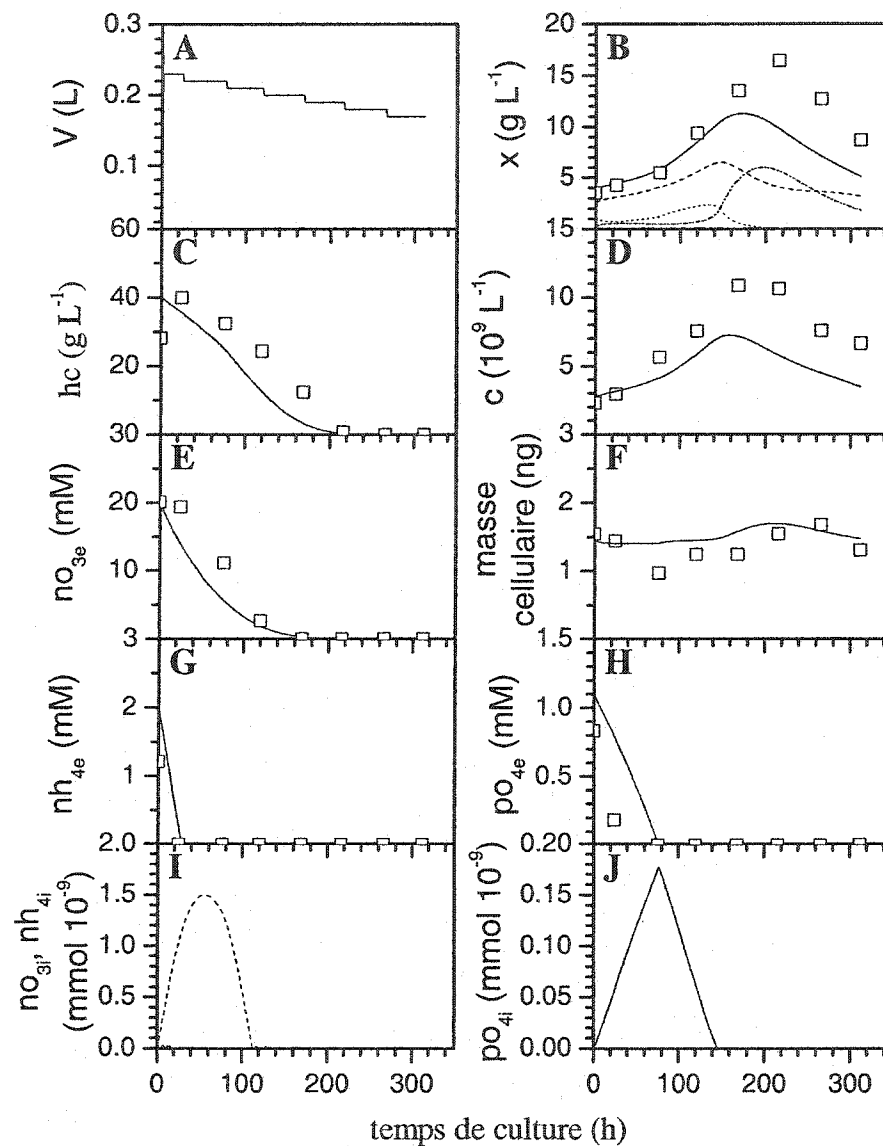 A
0.3
0.2
0.1
60
V (L)
B
20
15
10
5
15
x (g L⁻¹)
C
40
20
30
hc (g L⁻¹)
D
10
5
3
c (10⁹ L⁻¹)
E
20
10
3
no₃ₑ (mM)
F
2
1
1.5
masse
cellulaire (ng)
G
2
1
2.0
nh₄ₑ (mM)
H
1.0
0.5
0.20
po₄ₑ (mM)
I
1.5
1.0
0.5
0.0
no₃ᵢ, nh₄ᵢ
(mmol 10⁻⁹)
0 100 200 300
J
0.15
0.10
0.05
0.00
po₄ᵢ (mmol 10⁻⁹)
0 100 200 300
temps de culture (h)